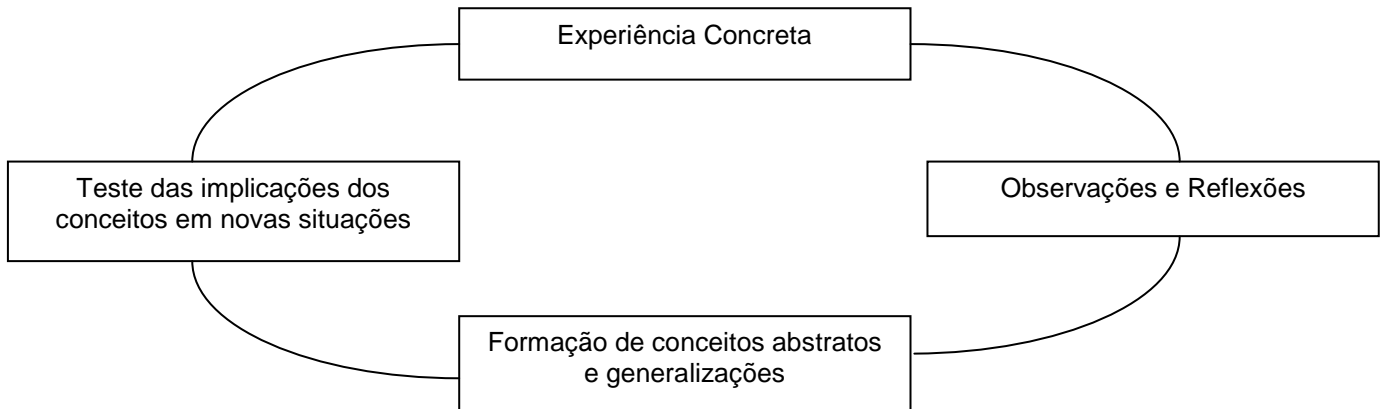 Experiência Concreta
Teste das implicações dos
conceitos em novas situações
Observações e Reflexões
Formação de conceitos abstratos
e generalizações